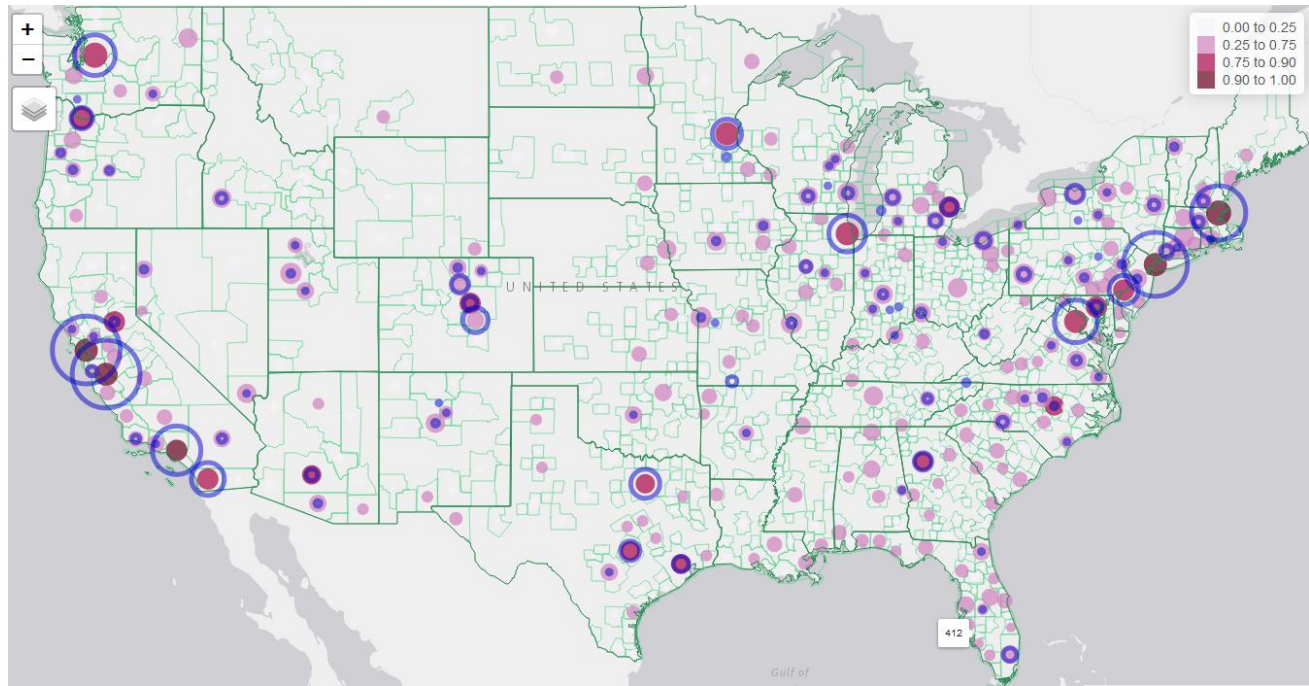 +
−
0.00 to 0.25
0.25 to 0.75
0.75 to 0.90
0.90 to 1.00
UNITED STATES
412
Gulf of